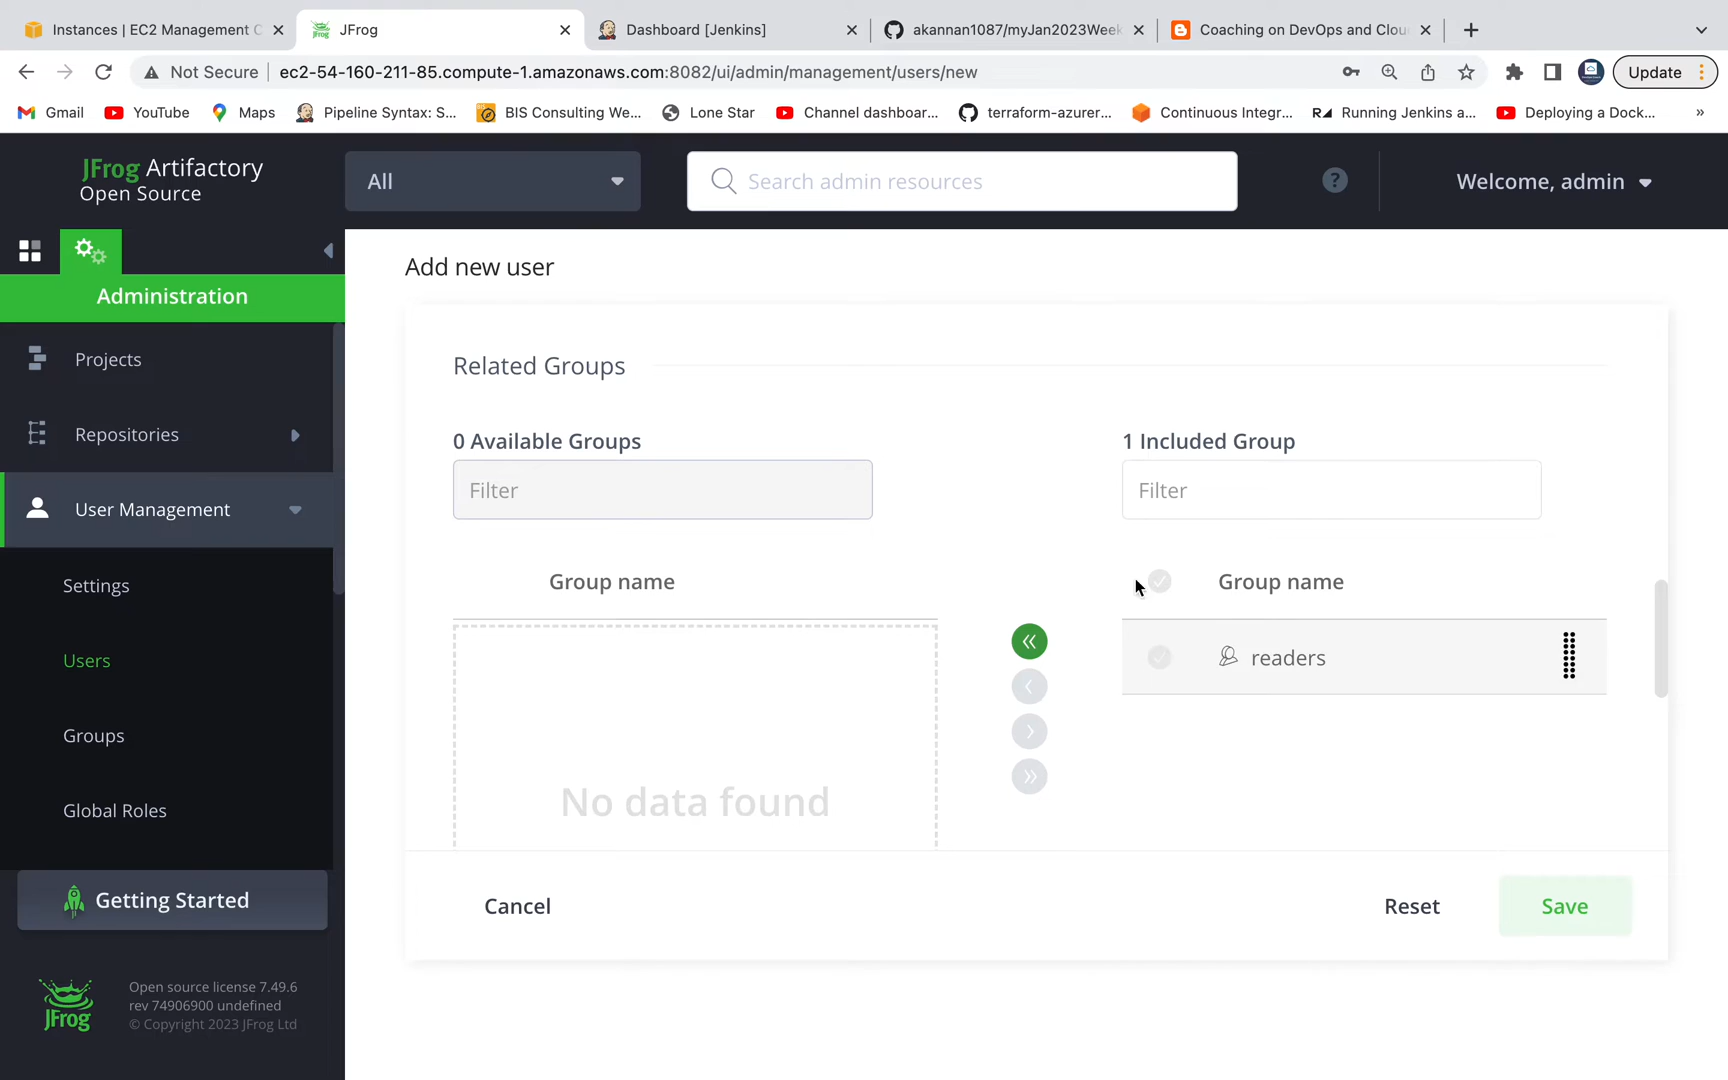 Instances | EC2 Management C
JFrog
Dashboard [Jenkins]
akannan1087/myJan2023Week
Coaching on DevOps and Clou
Not Secure
ec2-54-160-211-85.compute-1.amazonaws.com:8082/ui/admin/management/users/new
Update
Gmail
YouTube
Maps
Pipeline Syntax: S...
BIS Consulting We...
Lone Star
Channel dashboar...
terraform-azurer...
Continuous Integr...
Running Jenkins a...
Deploying a Dock...
»
JFrog Artifactory
Open Source
All
Search admin resources
?
Welcome, admin
Administration
Projects
Repositories
User Management
Settings
Users
Groups
Global Roles
Getting Started
JFrog
Open source license 7.49.6
rev 74906900 undefined
© Copyright 2023 JFrog Ltd
Add new user
Related Groups
0 Available Groups
Filter
Group name
No data found
1 Included Group
Filter
Group name
readers
Cancel
Reset
Save